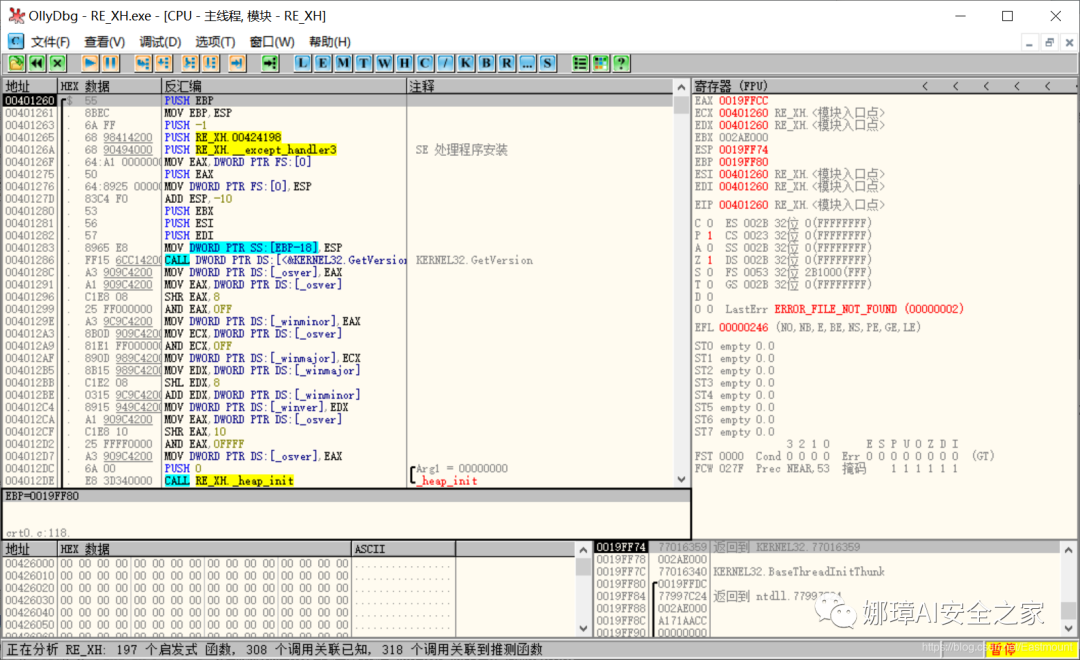 OllyDbg - RE_XH.exe - [CPU - 主线程, 模块 - RE_XH]
文件(F) 查看(V) 调试(D) 选项(T) 窗口(W) 帮助(H)
L E M T W H C / K B R ... S ?
地址 HEX 数据 反汇编 注释
00401260 $ 55 PUSH EBP
00401261 . 8BEC MOV EBP,ESP
00401263 . 6A FF PUSH -1
00401265 . 68 98414200 PUSH RE_XH.00424198
0040126A . 68 90494000 PUSH RE_XH.__except_handler3 SE 处理程序安装
0040126F . 64:A1 0000000 MOV EAX,DWORD PTR FS:[0]
00401275 . 50 PUSH EAX
00401276 . 64:8925 00000 MOV DWORD PTR FS:[0],ESP
0040127D . 83C4 F0 ADD ESP,-10
00401280 . 53 PUSH EBX
00401281 . 56 PUSH ESI
00401282 . 57 PUSH EDI
00401283 . 8965 E8 MOV DWORD PTR SS:[EBP-18],ESP
00401286 . FF15 6CC14200 CALL DWORD PTR DS:[<&KERNEL32.GetVersion KERNEL32.GetVersion
0040128C . A3 909C4200 MOV DWORD PTR DS:[_osver],EAX
00401291 . A1 909C4200 MOV EAX,DWORD PTR DS:[_osver]
00401296 . C1E8 08 SHR EAX,8
00401299 . 25 FF000000 AND EAX,0FF
0040129E . A3 9C9C4200 MOV DWORD PTR DS:[_winminor],EAX
004012A3 . 8B0D 909C4200 MOV ECX,DWORD PTR DS:[_osver]
004012A9 . 81E1 FF000000 AND ECX,0FF
004012AF . 890D 989C4200 MOV DWORD PTR DS:[_winmajor],ECX
004012B5 . 8B15 989C4200 MOV EDX,DWORD PTR DS:[_winmajor]
004012BB . C1E2 08 SHL EDX,8
004012BE . 0315 9C9C4200 ADD EDX,DWORD PTR DS:[_winminor]
004012C4 . 8915 949C4200 MOV DWORD PTR DS:[_winver],EDX
004012CA . A1 909C4200 MOV EAX,DWORD PTR DS:[_osver]
004012CF . C1E8 10 SHR EAX,10
004012D2 . 25 FFFF0000 AND EAX,0FFFF
004012D7 . A3 909C4200 MOV DWORD PTR DS:[_osver],EAX
004012DC . 6A 00 PUSH 0 Arg1 = 00000000
004012DE . E8 3D340000 CALL RE_XH._heap_init _heap_init
寄存器 (FPU) < < < < <
EAX 0019FFCC
ECX 00401260 RE_XH.<模块入口点>
EDX 00401260 RE_XH.<模块入口点>
EBX 002AE000
ESP 0019FF74
EBP 0019FF80
ESI 00401260 RE_XH.<模块入口点>
EDI 00401260 RE_XH.<模块入口点>
EIP 00401260 RE_XH.<模块入口点>
C 0 ES 002B 32位 0(FFFFFFFF)
P 1 CS 0023 32位 0(FFFFFFFF)
A 0 SS 002B 32位 0(FFFFFFFF)
Z 1 DS 002B 32位 0(FFFFFFFF)
S 0 FS 0053 32位 2B1000(FFF)
T 0 GS 002B 32位 0(FFFFFFFF)
D 0
O 0 LastErr ERROR_FILE_NOT_FOUND (00000002)
EFL 00000246 (NO,NB,E,BE,NS,PE,GE,LE)
ST0 empty 0.0
ST1 empty 0.0
ST2 empty 0.0
ST3 empty 0.0
ST4 empty 0.0
ST5 empty 0.0
ST6 empty 0.0
ST7 empty 0.0
3 2 1 0 E S P U O Z D I
FST 0000 Cond 0 0 0 0 Err 0 0 0 0 0 0 0 0 (GT)
FCW 027F Prec NEAR,53 掩码 1 1 1 1 1 1
EBP=0019FF80
crt0.c:118.
地址 HEX 数据 ASCII
00426000 00 00 00 00 00 00 00 00 00 00 00 00 00 00 00 00 ................
00426010 00 00 00 00 00 00 00 00 00 00 00 00 00 00 00 00 ................
00426020 00 00 00 00 00 00 00 00 00 00 00 00 00 00 00 00 ................
00426030 00 00 00 00 00 00 00 00 00 00 00 00 00 00 00 00 ................
00426040 00 00 00 00 00 00 00 00 00 00 00 00 00 00 00 00 ................
00426050 00 00 00 00 00 00 00 00 00 00 00 00 00 00 00 00 ................
0019FF74 77016359 返回到 KERNEL32.77016359
0019FF78 002AE000
0019FF7C 77016340 KERNEL32.BaseThreadInitThunk
0019FF80 0019FFDC
0019FF84 77997C24 返回到 ntdll.77997C24
0019FF88 002AE000
0019FF8C A171AACC
0019FF90 00000000
娜璋AI安全之家
正在分析 RE_XH: 197 个启发式 函数, 308 个调用关联已知, 318 个调用关联到推测函数
暂停